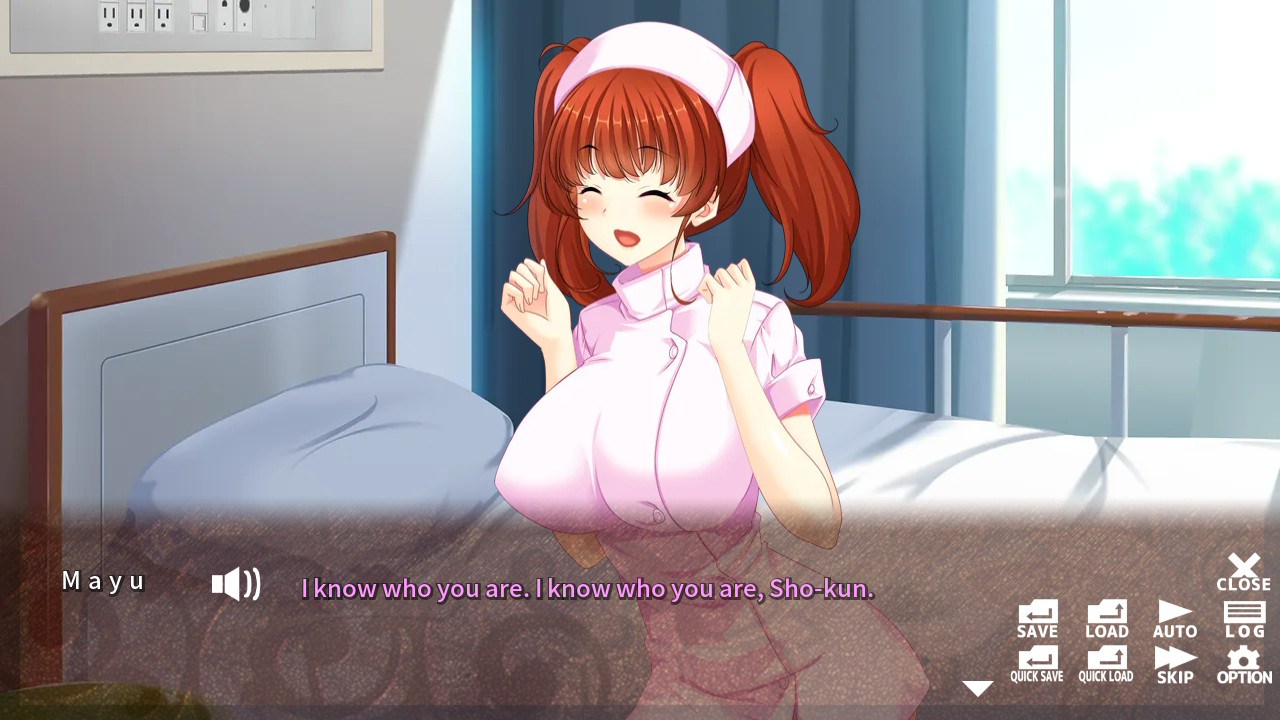 Mayu
I know who you are. I know who you are, Sho-kun.
CLOSE
SAVE LOAD AUTO LOG
QUICK SAVE QUICK LOAD SKIP OPTION